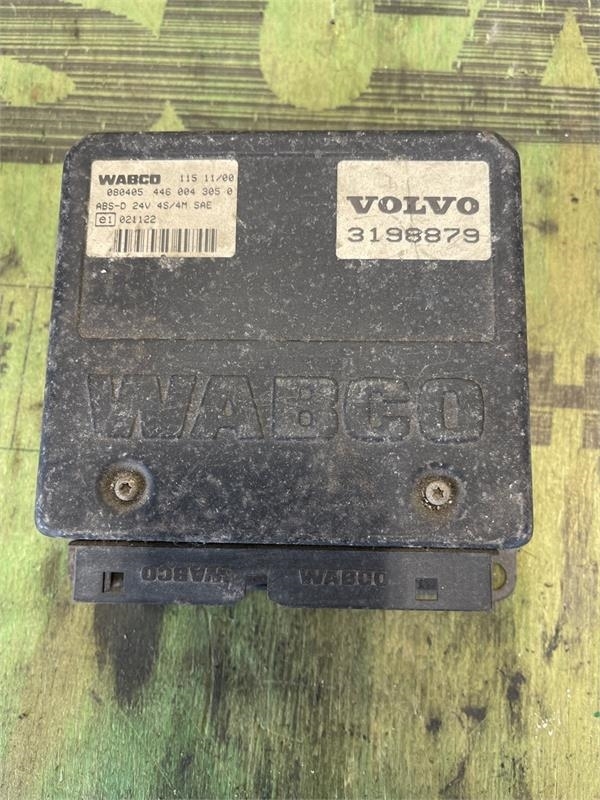 WABCO 115 11/00
080405 446 004 305 0
ABS-D 24V 4S/4M SAE
e1 021122
VOLVO
3198879
WABCO
WABCO WABCO